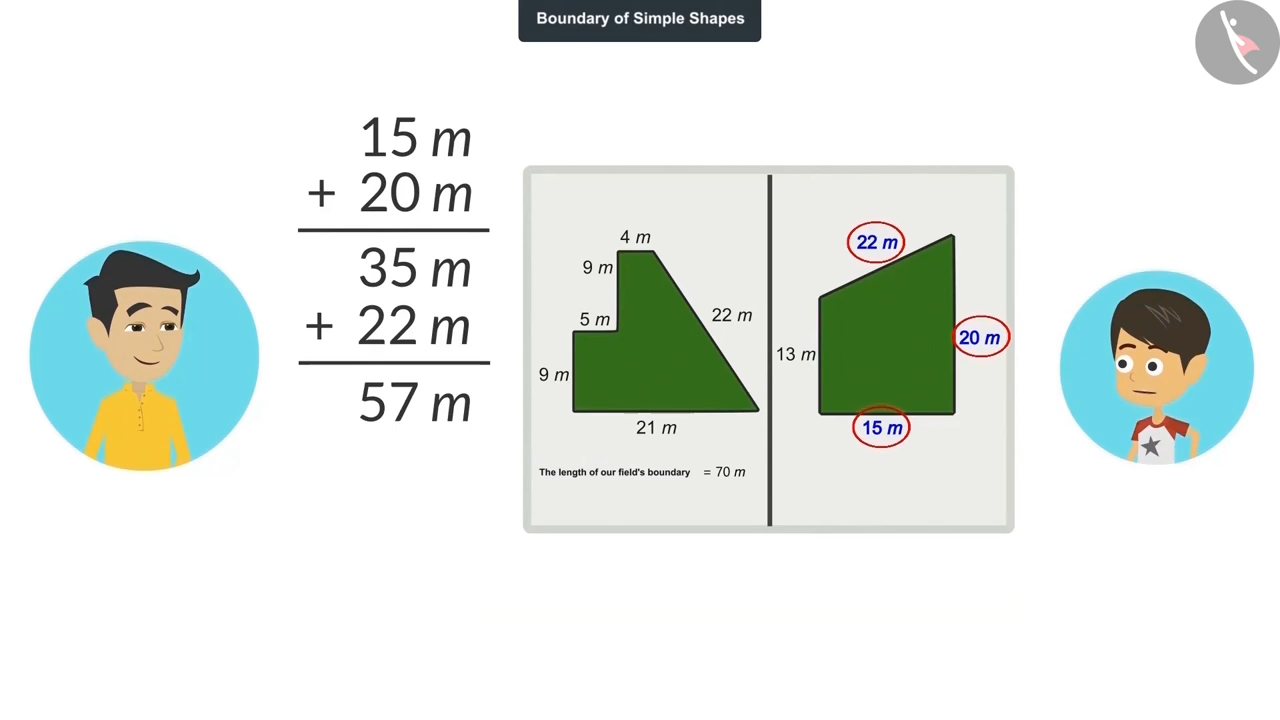 Boundary of Simple Shapes
15 m
+ 20 m
35 m
+ 22 m
57 m
4 m
9 m
5 m
22 m
9 m
21 m
The length of our field's boundary = 70 m
22 m
13 m
20 m
15 m